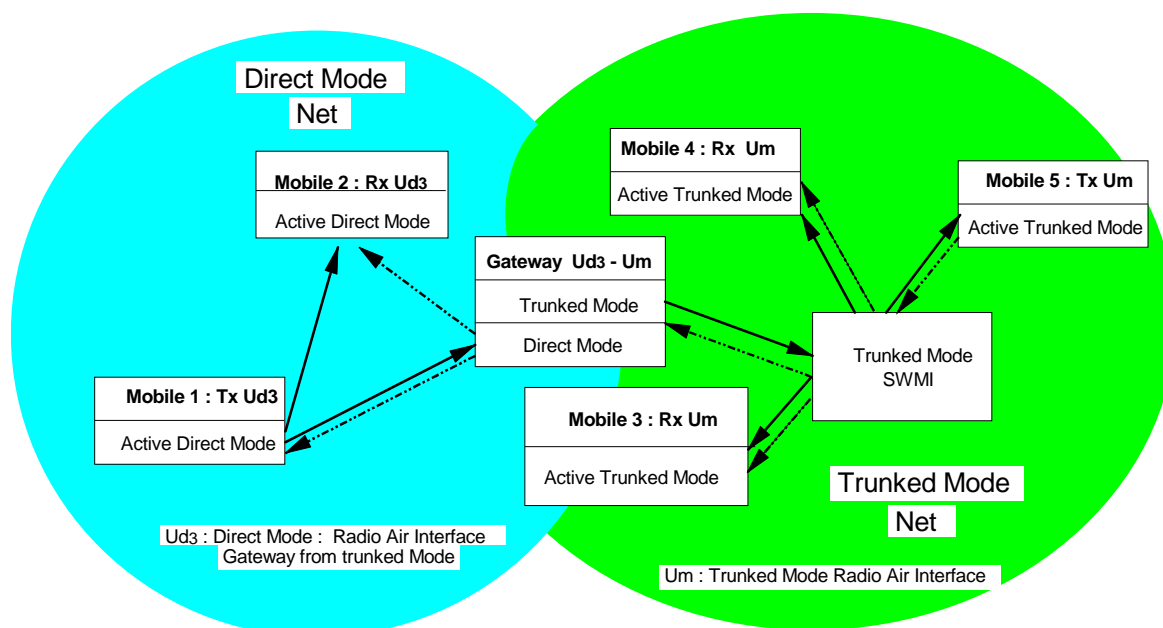 Direct Mode
Net
Mobile 2 : Rx Ud3
Active Direct Mode
Mobile 4 : Rx Um
Active Trunked Mode
Mobile 5 : Tx Um
Active Trunked Mode
Gateway Ud3 - Um
Trunked Mode
Direct Mode
Trunked Mode
SWMI
Mobile 1 : Tx Ud3
Active Direct Mode
Mobile 3 : Rx Um
Active Trunked Mode
Trunked Mode
Net
Ud3 : Direct Mode : Radio Air Interface
Gateway from trunked Mode
Um : Trunked Mode Radio Air Interface